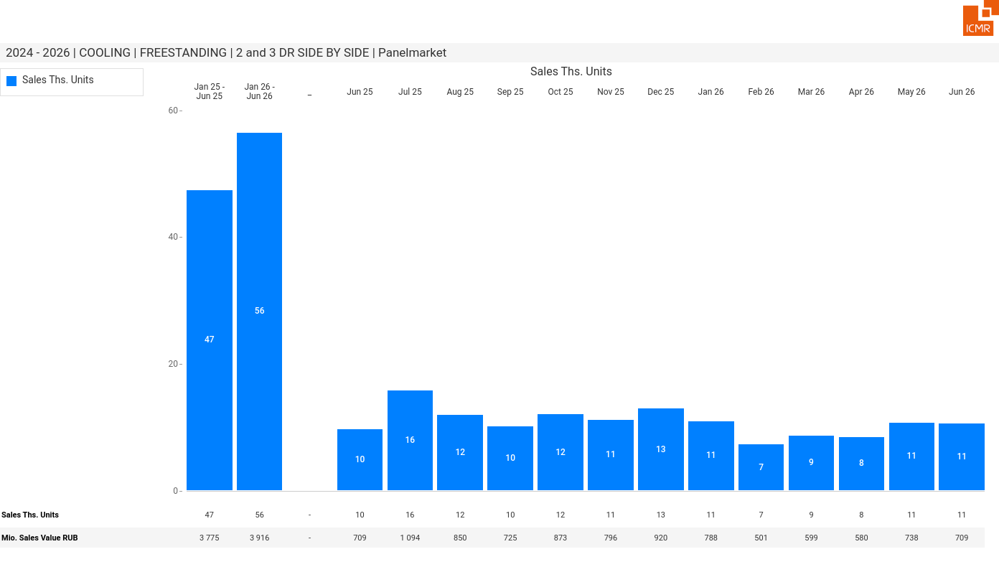 ICMR
2024 - 2026 | COOLING | FREESTANDING | 2 and 3 DR SIDE BY SIDE | Panelmarket
Sales Ths. Units
Sales Ths. Units
Jan 25 - Jun 25 Jan 26 - Jun 26 – Jun 25 Jul 25 Aug 25 Sep 25 Oct 25 Nov 25 Dec 25 Jan 26 Feb 26 Mar 26 Apr 26 May 26 Jun 26
60
40
20
0
47 56 10 16 12 10 12 11 13 11 7 9 8 11 11
Sales Ths. Units 47 56 - 10 16 12 10 12 11 13 11 7 9 8 11 11
Mio. Sales Value RUB 3 775 3 916 - 709 1 094 850 725 873 796 920 788 501 599 580 738 709